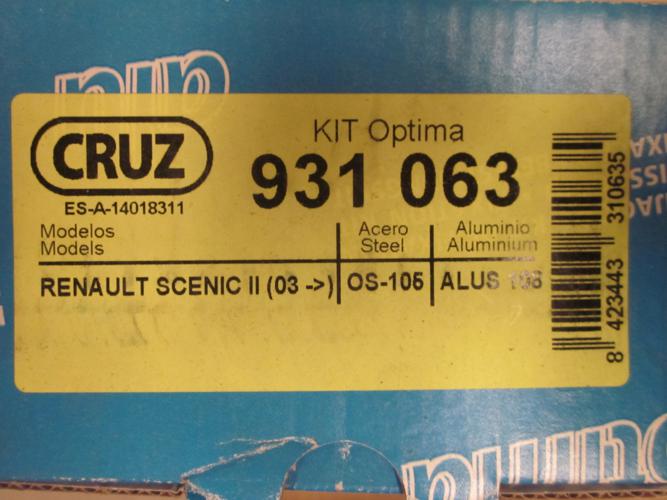 CRUZ
KIT Optima
931 063
ES-A-14018311
Modelos
Models
Acero
Steel
Aluminio
Aluminium
RENAULT SCENIC II (03 ->)
OS-105
ALUS 108
8 423443 310635